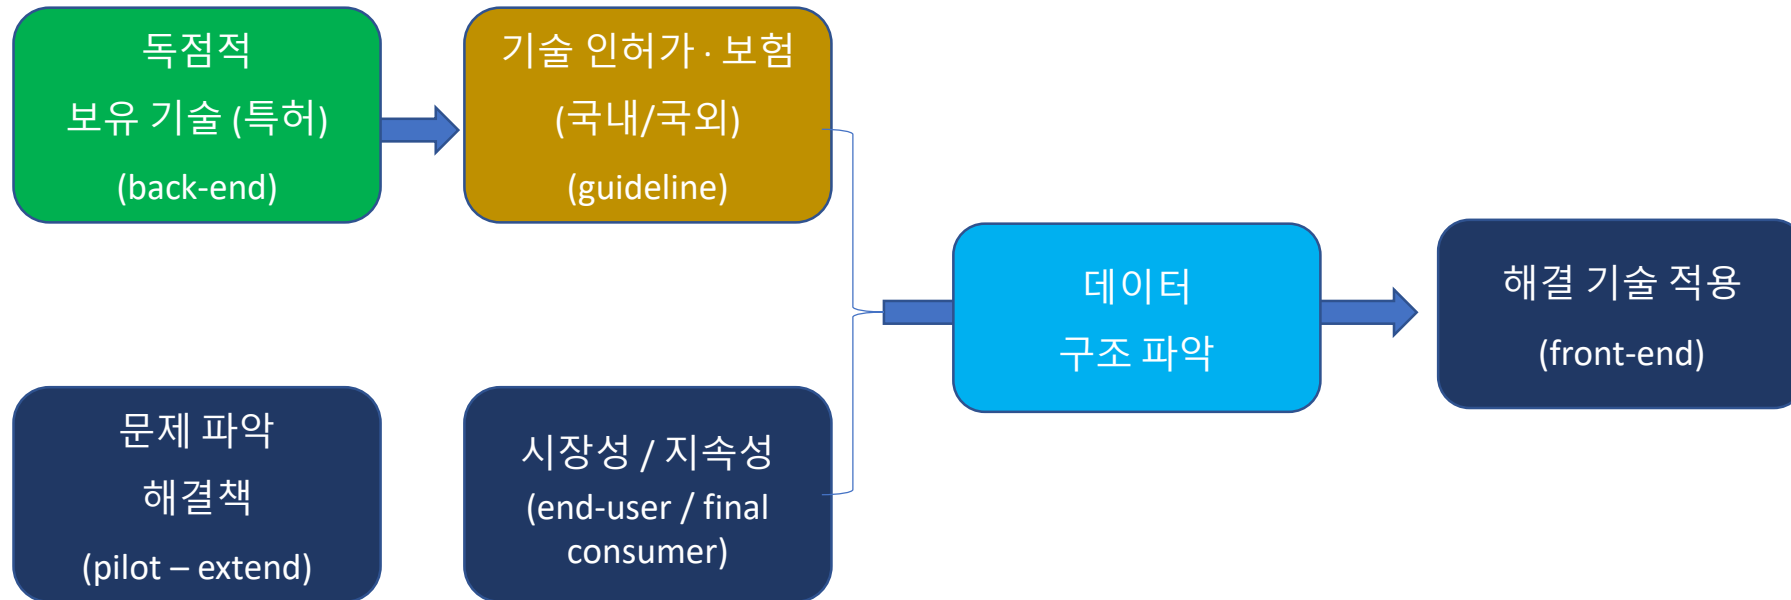 독점적
보유 기술 (특허)
(back-end)
기술 인허가 · 보험
(국내/국외)
(guideline)
문제 파악
해결책
(pilot – extend)
시장성 / 지속성
(end-user / final
consumer)
데이터
구조 파악
해결 기술 적용
(front-end)